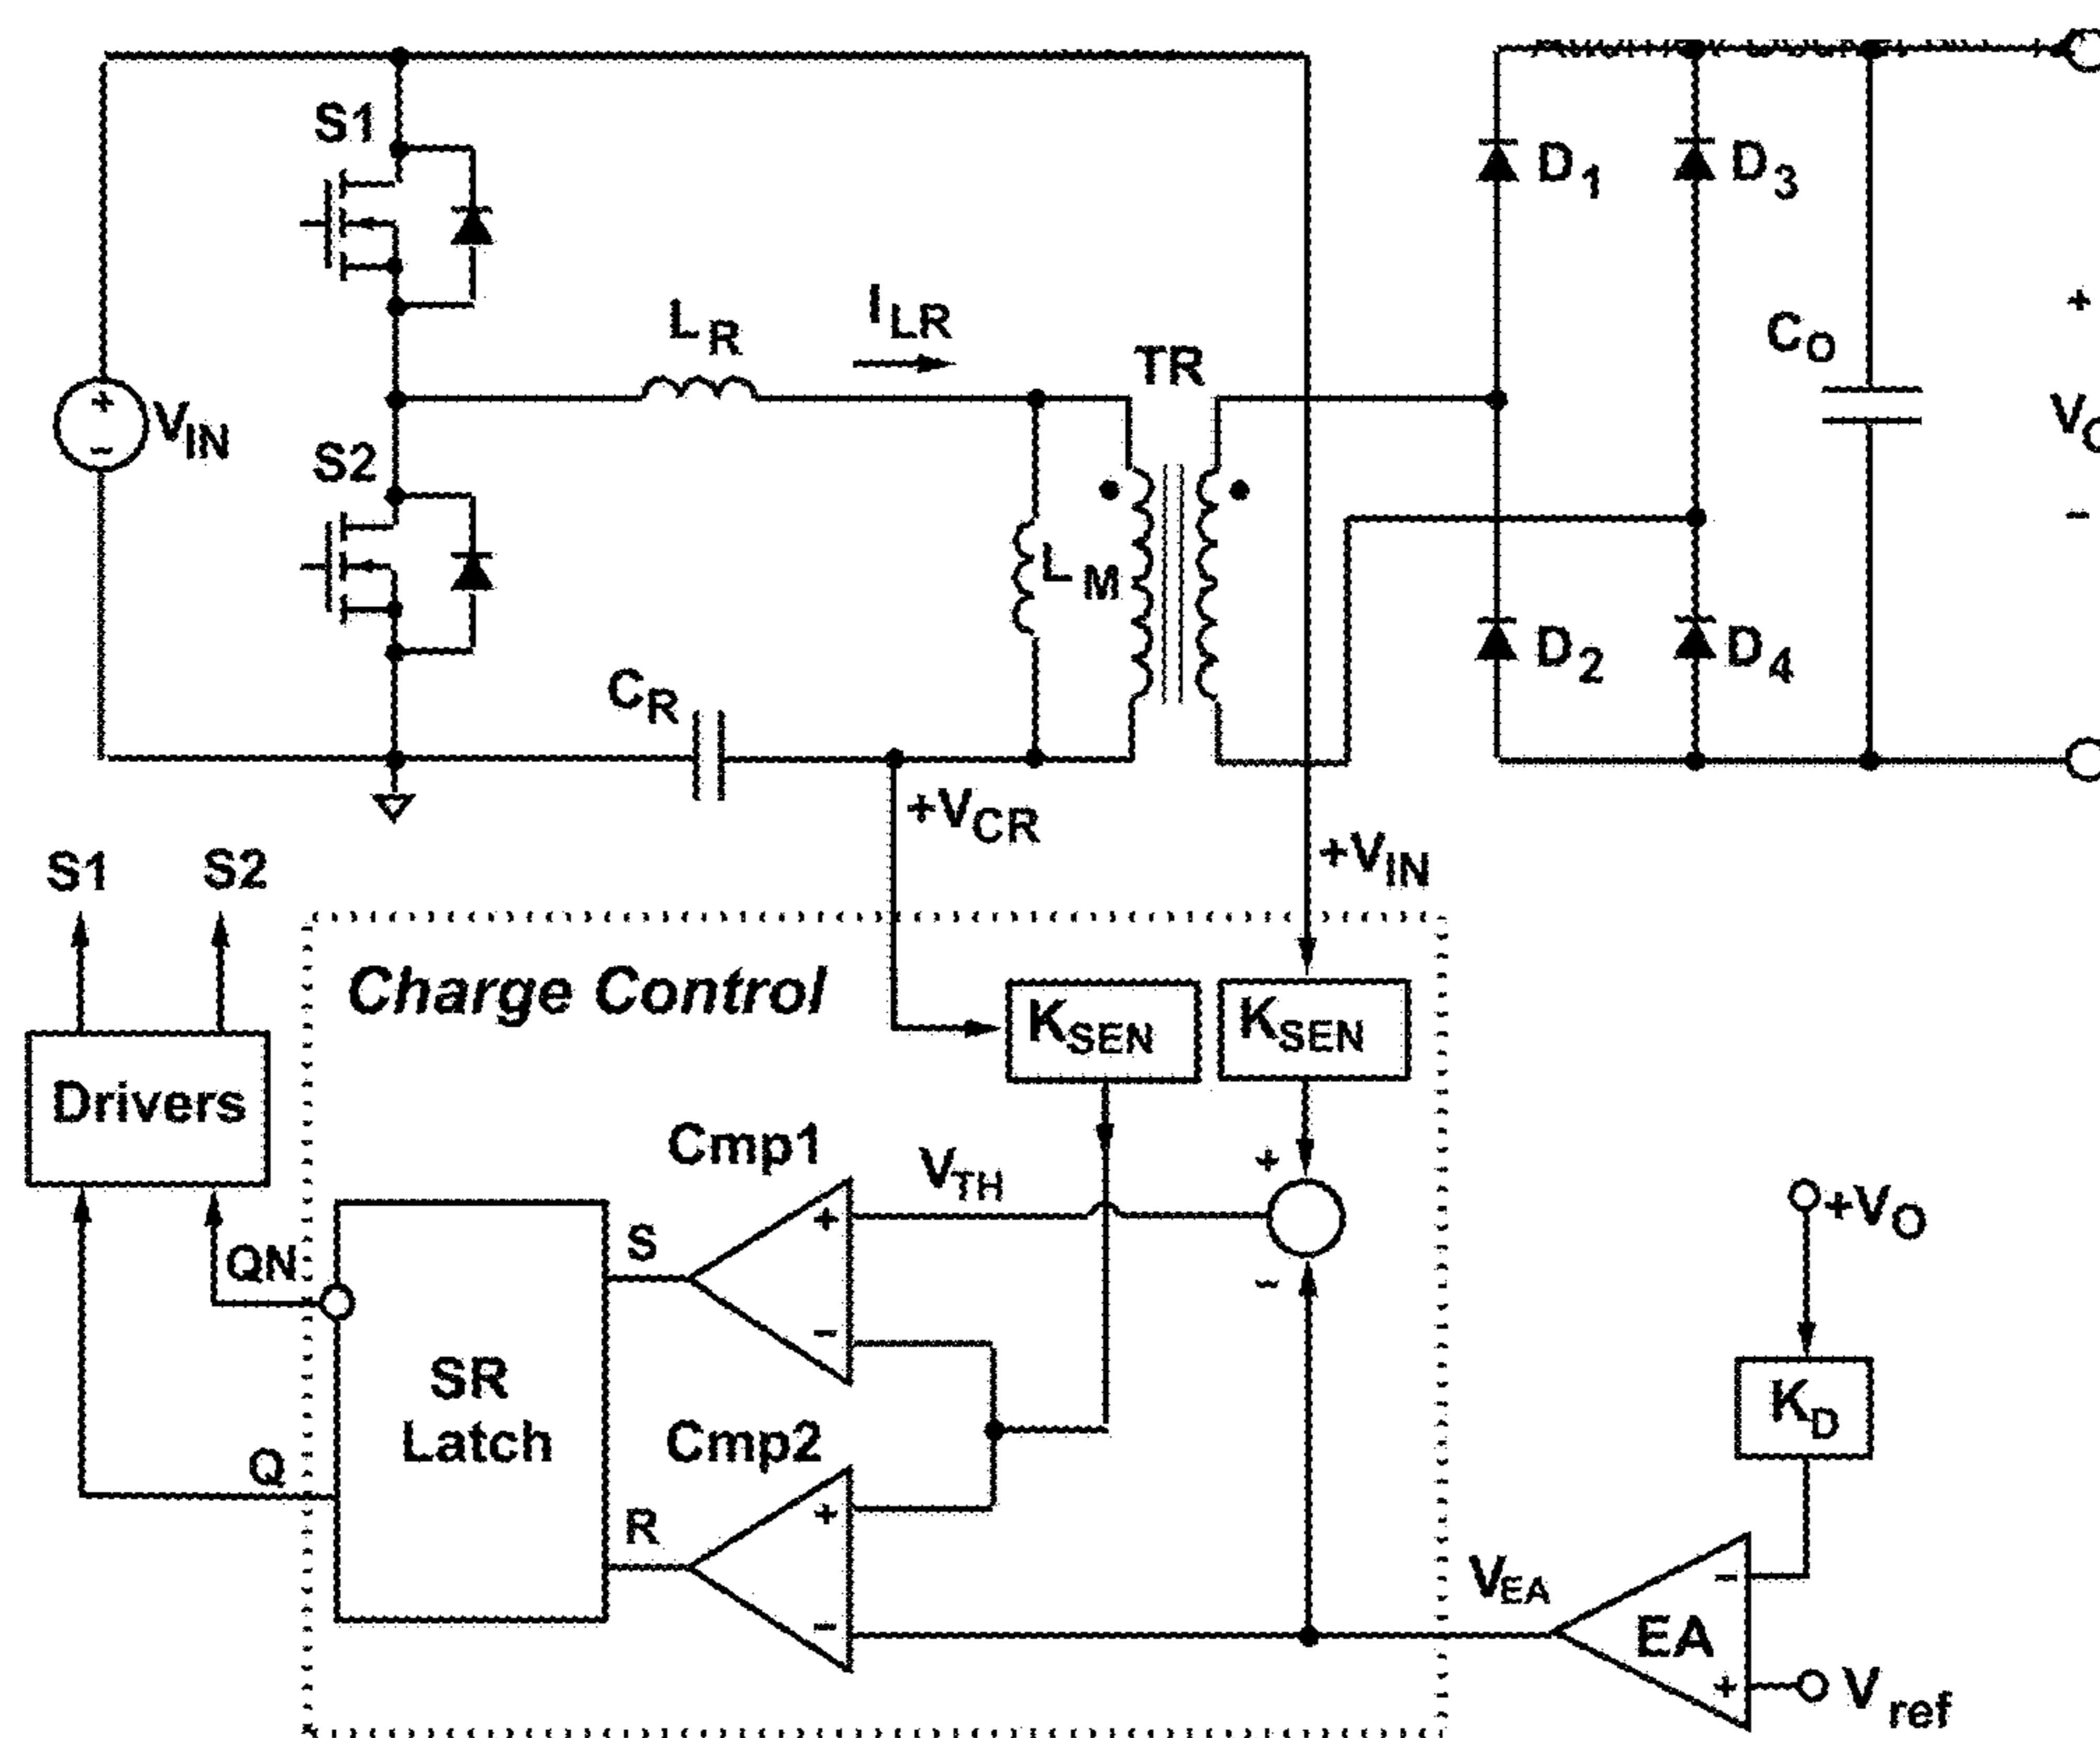 S1
D1
D3
LR
ILR
TR
CO
+
+
−
VIN
S2
LM
−
D2
D4
CR
+VCR
+VIN
S1
S2
Charge Control
KSEN
KSEN
Drivers
Cmp1
VTH
+
+
−
S
QN
−
+VO
SR
Latch
Cmp2
KD
Q
+
R
−
VEA
−
EA
+
Vref